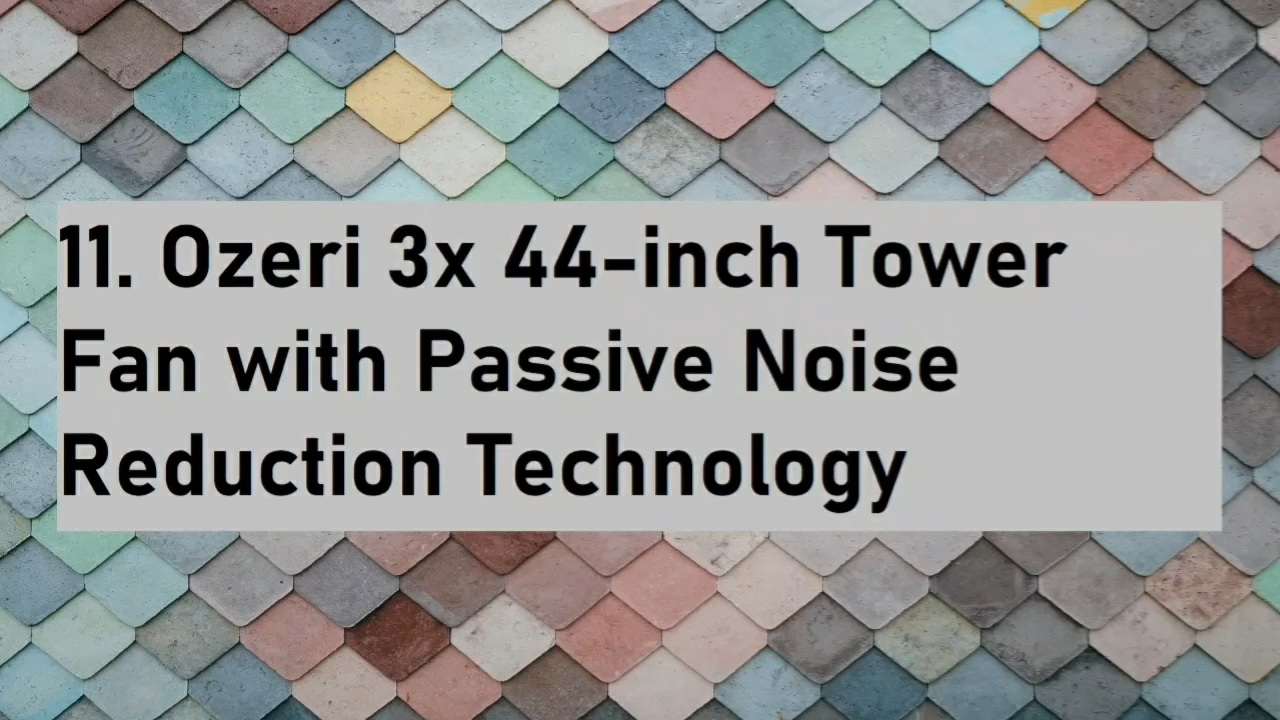 11. Ozeri 3x 44-inch Tower
Fan with Passive Noise
Reduction Technology